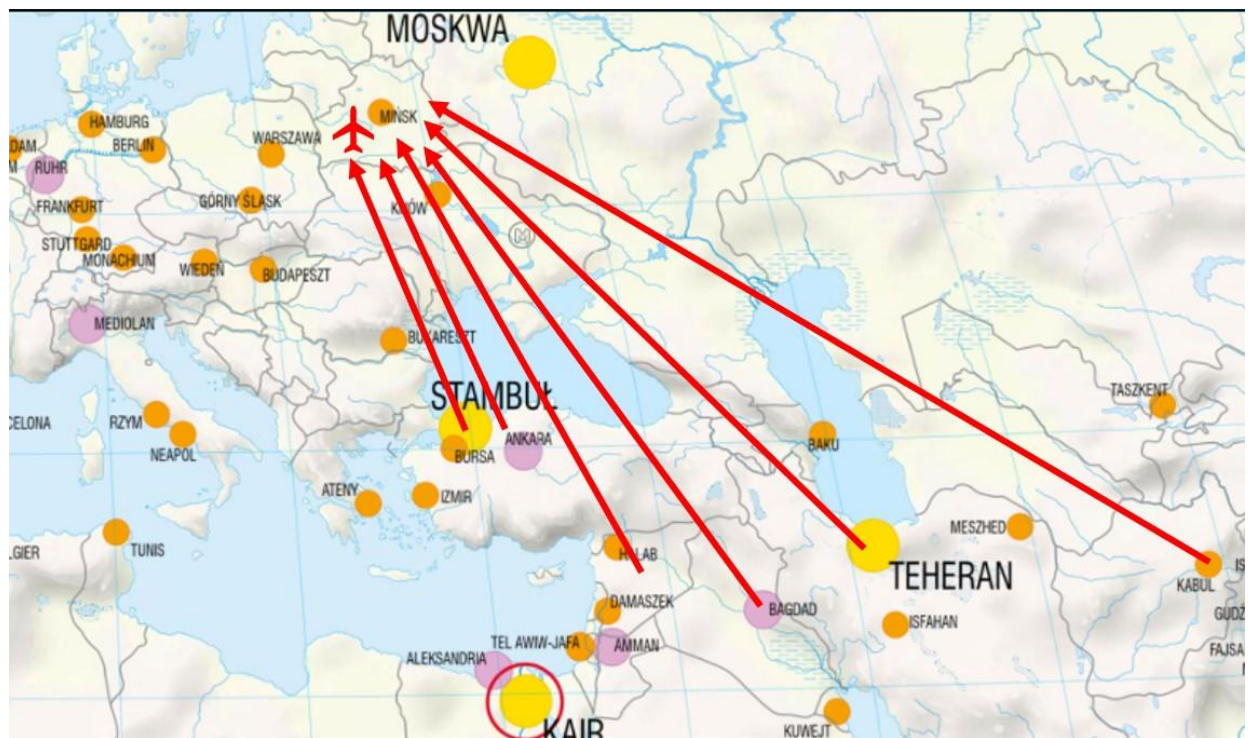 MOSKWA
MIŃSK
HAMBURG
WARSZAWA
BERLIN
DAM
RUHR
GÓRNY ŚLĄSK
KIJÓW
FRANKFURT
STUTTGARD
MONACHIUM
WIEDEŃ
BUDAPESZT
MEDIOLAN
BUKARESZT
TASZKENT
STAMBUŁ
RZYM
CELONA
NEAPOL
ANKARA
BAKU
BURSA
ATENY
IZMIR
MESZHED
TUNIS
LGIER
TEHERAN
KABUL
DAMASZEK
BAGDAD
ISFAHAN
TEL AWIW-JAFA
AMMAN
ALEKSANDRIA
FAJSA
KAIR
KUWEJT